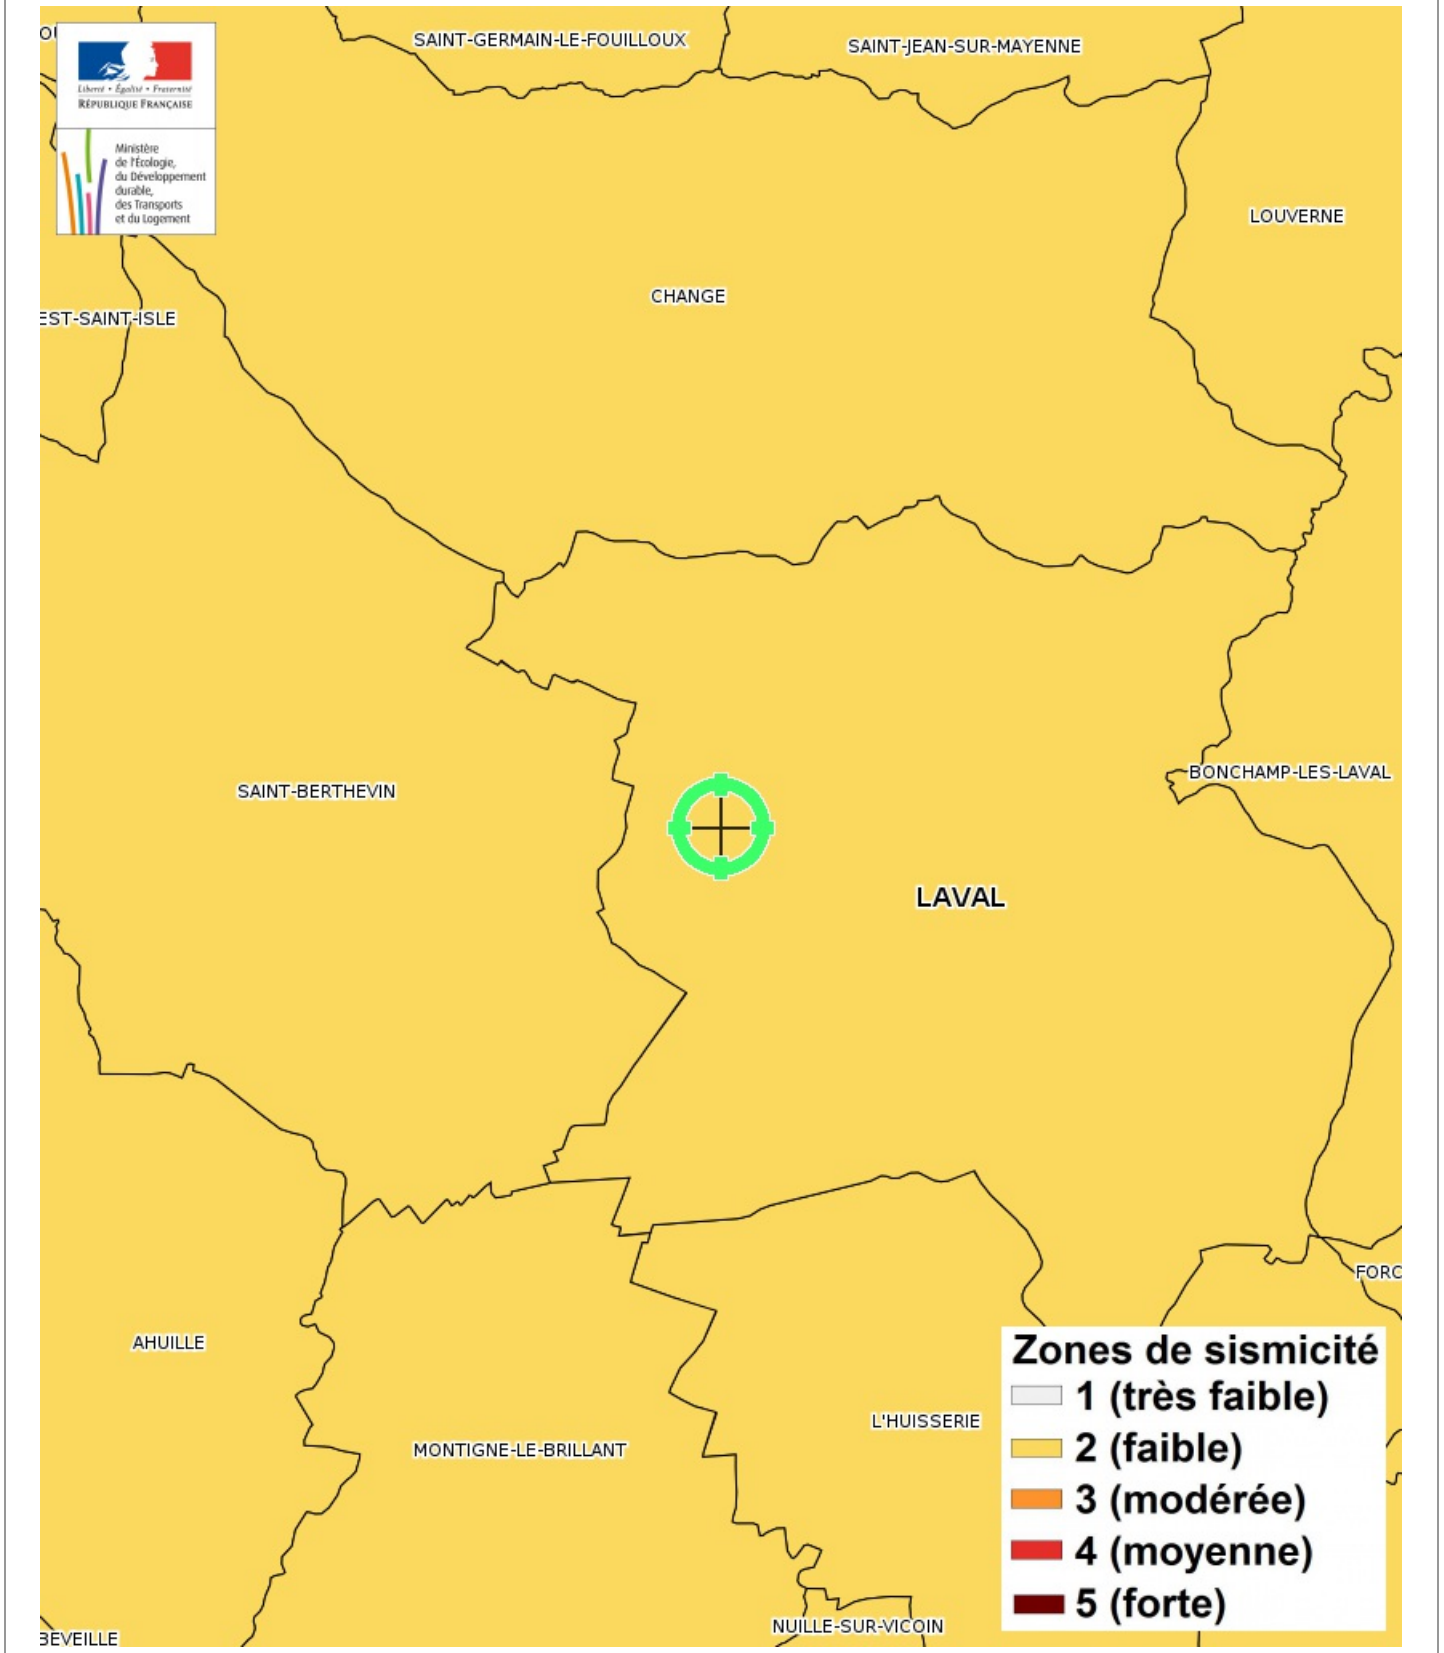 SAINT-GERMAIN-LE-FOUILLOUX
SAINT-JEAN-SUR-MAYENNE
Liberté • Égalité • Fraternité
RÉPUBLIQUE FRANÇAISE
Ministère
de l'Écologie,
du Développement
durable,
des Transports
et du Logement
LOUVERNE
CHANGE
EST-SAINT-ISLE
BONCHAMP-LES-LAVAL
SAINT-BERTHEVIN
LAVAL
FORC
AHUILLE
L'HUISSERIE
MONTIGNE-LE-BRILLANT
NUILLE-SUR-VICOIN
BEVEILLE
Zones de sismicité
1 (très faible)
2 (faible)
3 (modérée)
4 (moyenne)
5 (forte)